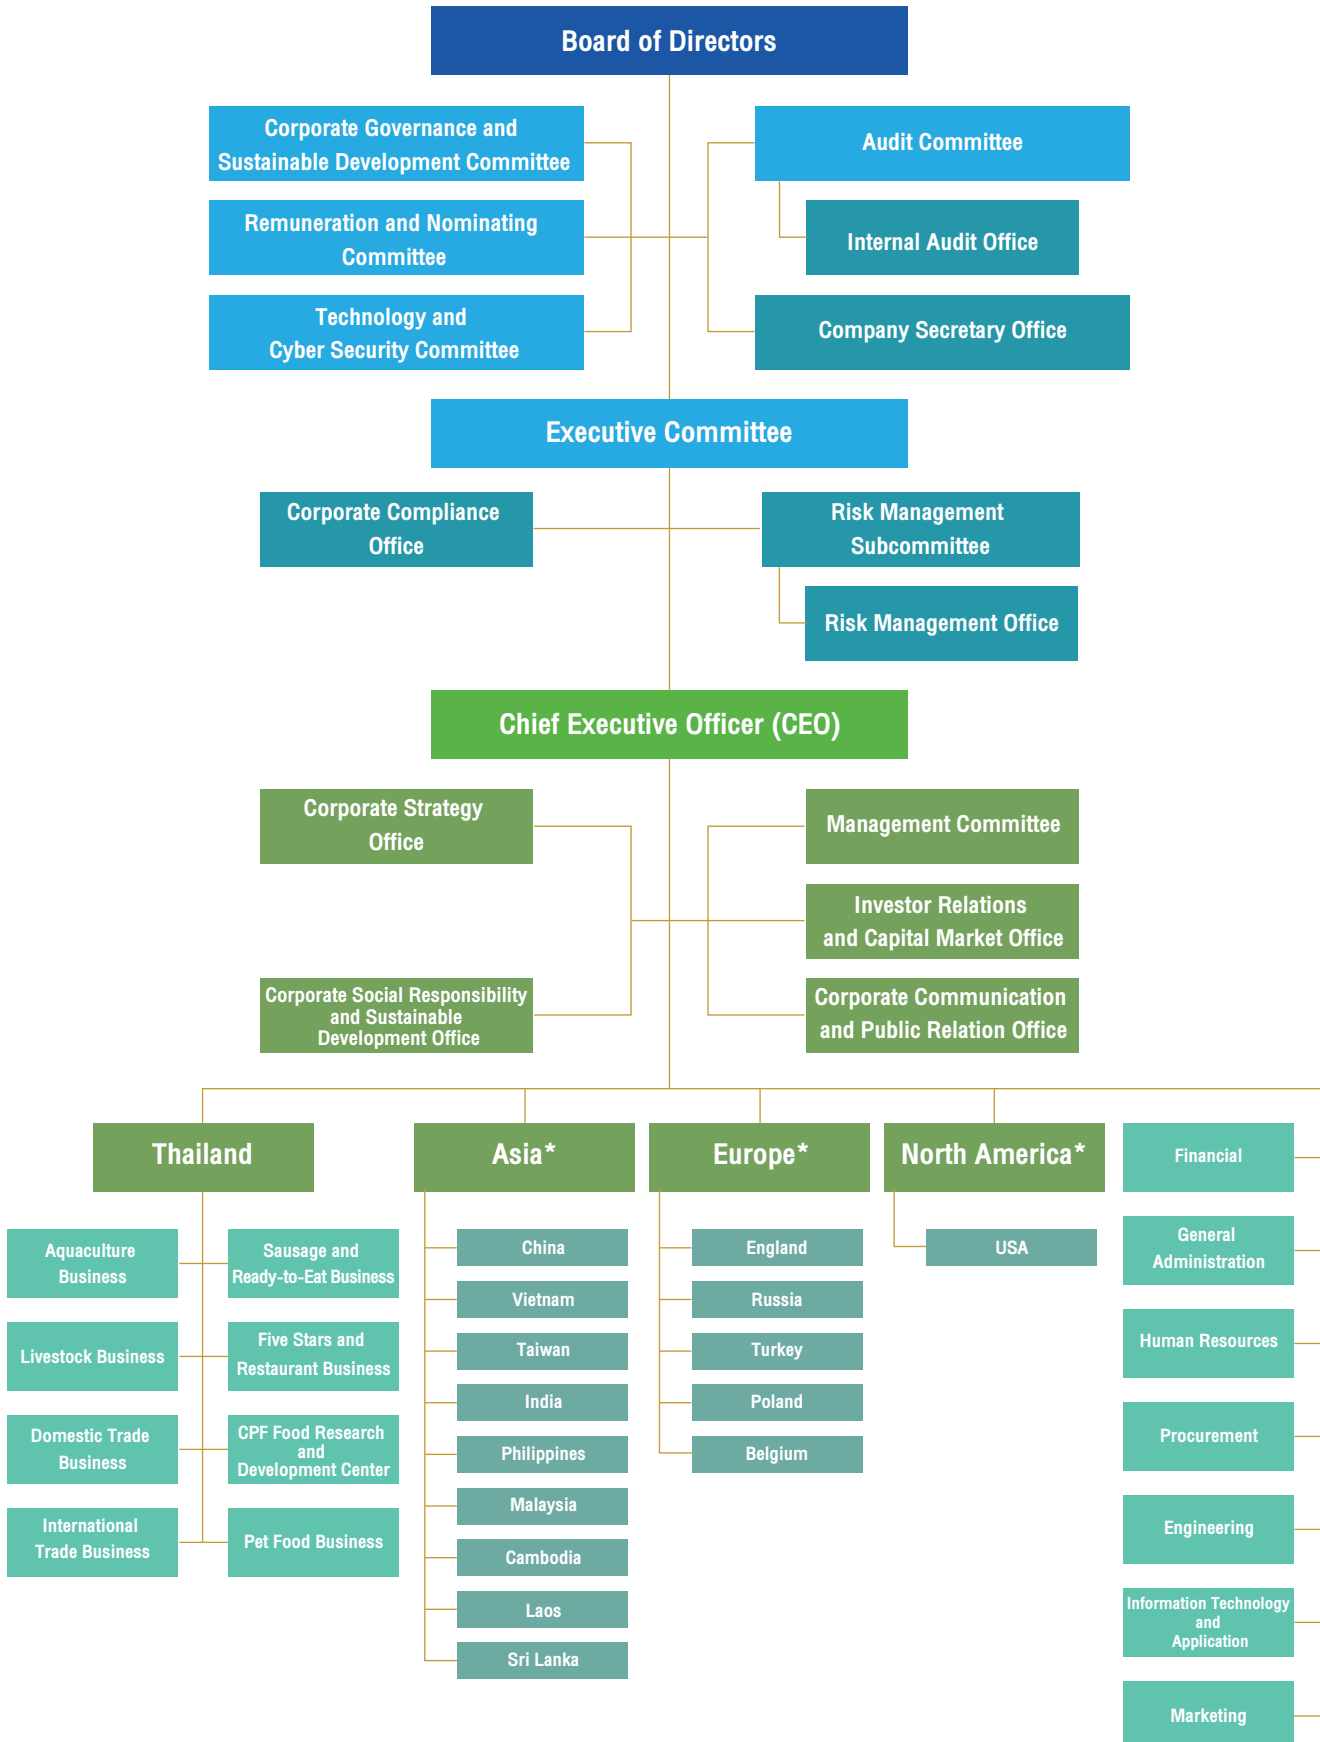 Board of Directors
Corporate Governance and
Sustainable Development Committee
Audit Committee
Remuneration and Nominating
Committee
Internal Audit Office
Technology and
Cyber Security Committee
Company Secretary Office
Executive Committee
Corporate Compliance
Office
Risk Management
Subcommittee
Risk Management Office
Chief Executive Officer (CEO)
Corporate Strategy
Office
Management Committee
Investor Relations
and Capital Market Office
Corporate Social Responsibility
and Sustainable
Development Office
Corporate Communication
and Public Relation Office
Thailand
Aquaculture
Business
Sausage and
Ready-to-Eat Business
Livestock Business
Five Stars and
Restaurant Business
Domestic Trade
Business
CPF Food Research
and
Development Center
International
Trade Business
Pet Food Business
Asia*
China
Vietnam
Taiwan
India
Philippines
Malaysia
Cambodia
Laos
Sri Lanka
Europe*
England
Russia
Turkey
Poland
Belgium
North America*
USA
Financial
General
Administration
Human Resources
Procurement
Engineering
Information Technology
and
Application
Marketing